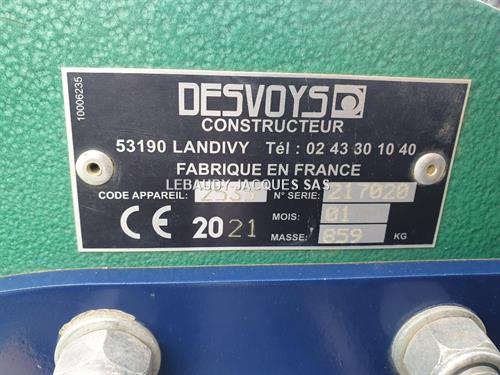 10006235
DESVOYS
CONSTRUCTEUR
53190 LANDIVY Tél : 02 43 30 10 40
FABRIQUE EN FRANCE
LEBAUDY JACQUES SAS
CODE APPAREIL: N° SERIE: 217020
CE 2021 MOIS: 01
MASSE: 859 KG